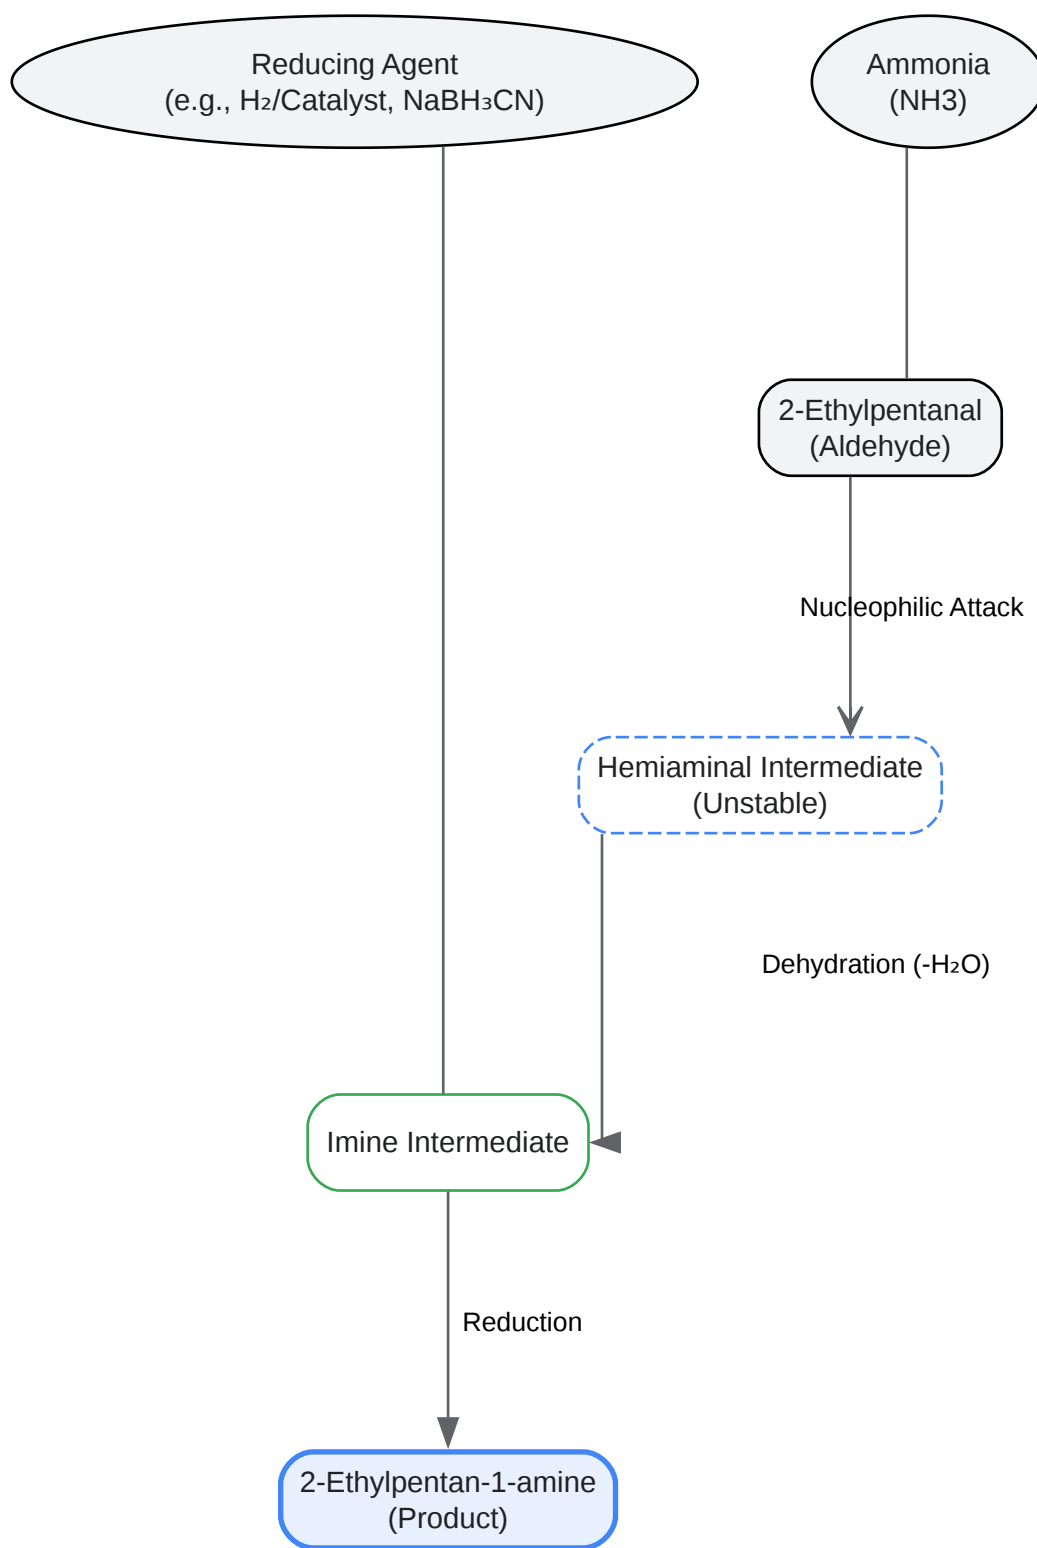 Reducing Agent
(e.g., H₂/Catalyst, NaBH₃CN)
Ammonia
(NH3)
2-Ethylpentanal
(Aldehyde)
Nucleophilic Attack
Hemiaminal Intermediate
(Unstable)
Dehydration (-H₂O)
Imine Intermediate
Reduction
2-Ethylpentan-1-amine
(Product)